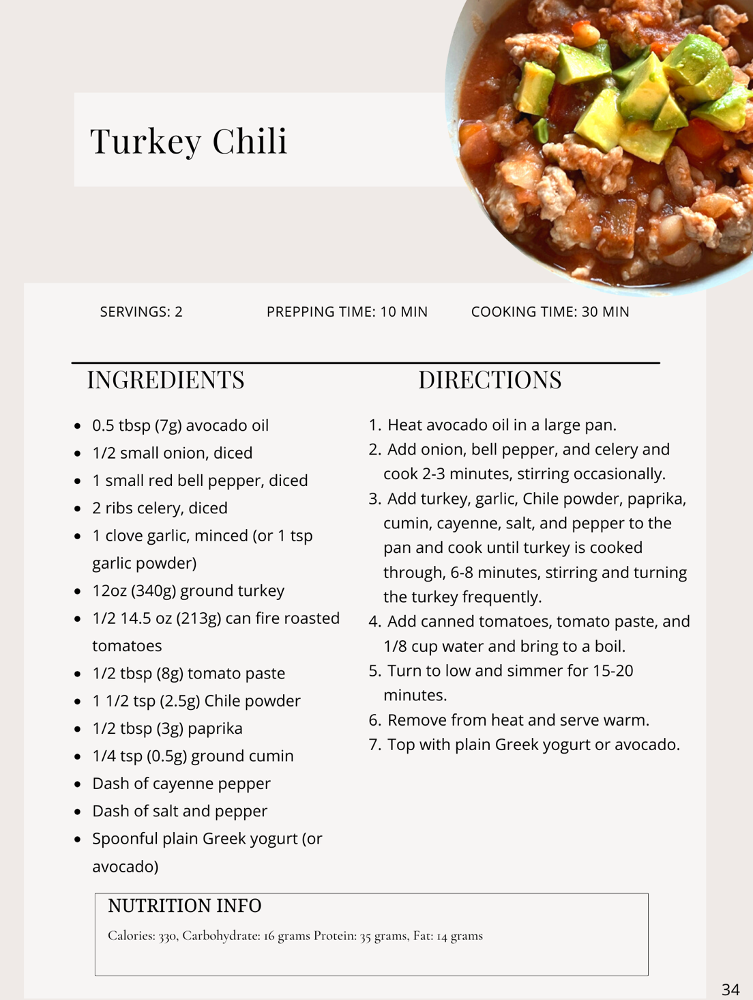 Turkey Chili
SERVINGS: 2
PREPPING TIME: 10 MIN
COOKING TIME: 30 MIN
INGREDIENTS
• 0.5 tbsp (7g) avocado oil
• 1/2 small onion, diced
• 1 small red bell pepper, diced
• 2 ribs celery, diced
• 1 clove garlic, minced (or 1 tsp
garlic powder)
• 12oz (340g) ground turkey
• 1/2 14.5 oz (213g) can fire roasted
tomatoes
• 1/2 tbsp (8g) tomato paste
• 1 1/2 tsp (2.5g) Chile powder
• 1/2 tbsp (3g) paprika
• 1/4 tsp (0.5g) ground cumin
• Dash of cayenne pepper
• Dash of salt and pepper
• Spoonful plain Greek yogurt (or
avocado)
DIRECTIONS
1. Heat avocado oil in a large pan.
2. Add onion, bell pepper, and celery and
cook 2-3 minutes, stirring occasionally.
3. Add turkey, garlic, Chile powder, paprika,
cumin, cayenne, salt, and pepper to the
pan and cook until turkey is cooked
through, 6-8 minutes, stirring and turning
the turkey frequently.
4. Add canned tomatoes, tomato paste, and
1/8 cup water and bring to a boil.
5. Turn to low and simmer for 15-20
minutes.
6. Remove from heat and serve warm.
7. Top with plain Greek yogurt or avocado.
NUTRITION INFO
Calories: 330, Carbohydrate: 16 grams Protein: 35 grams, Fat: 14 grams
34